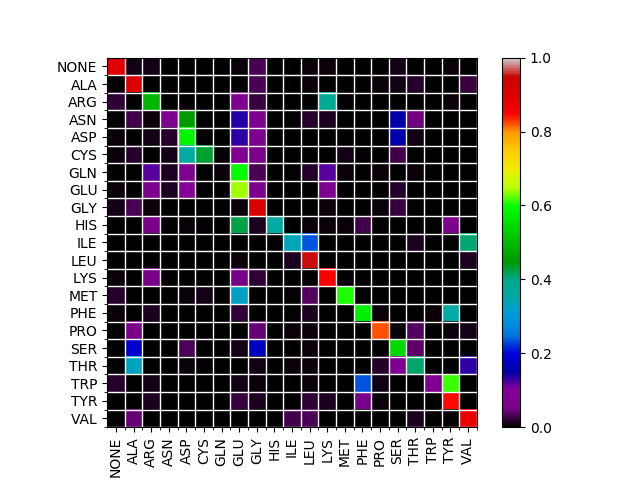 NONE
ALA
ARG
ASN
ASP
CYS
GLN
GLU
GLY
HIS
ILE
LEU
LYS
MET
PHE
PRO
SER
THR
TRP
TYR
VAL
NONE ALA ARG ASN ASP CYS GLN GLU GLY HIS ILE LEU LYS MET PHE PRO SER THR TRP TYR VAL
1.0
0.8
0.6
0.4
0.2
0.0